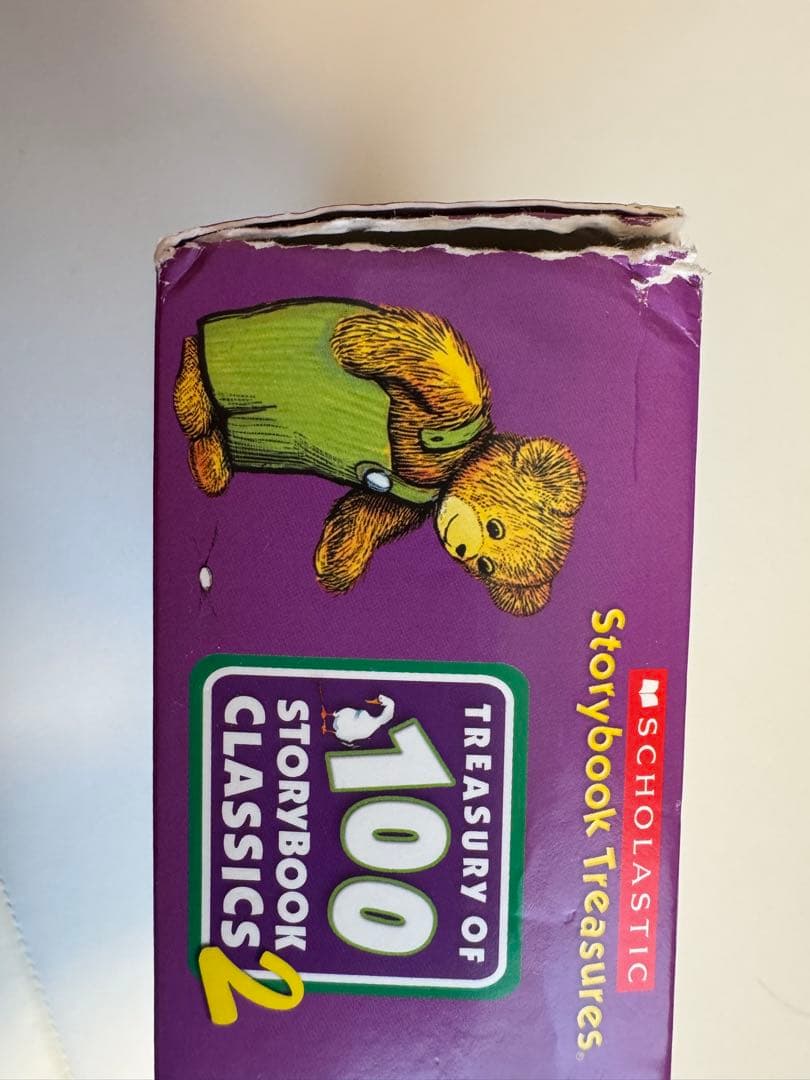 SCHOLASTIC
Storybook Treasures®
TREASURY OF
100
STORYBOOK
CLASSICS
2